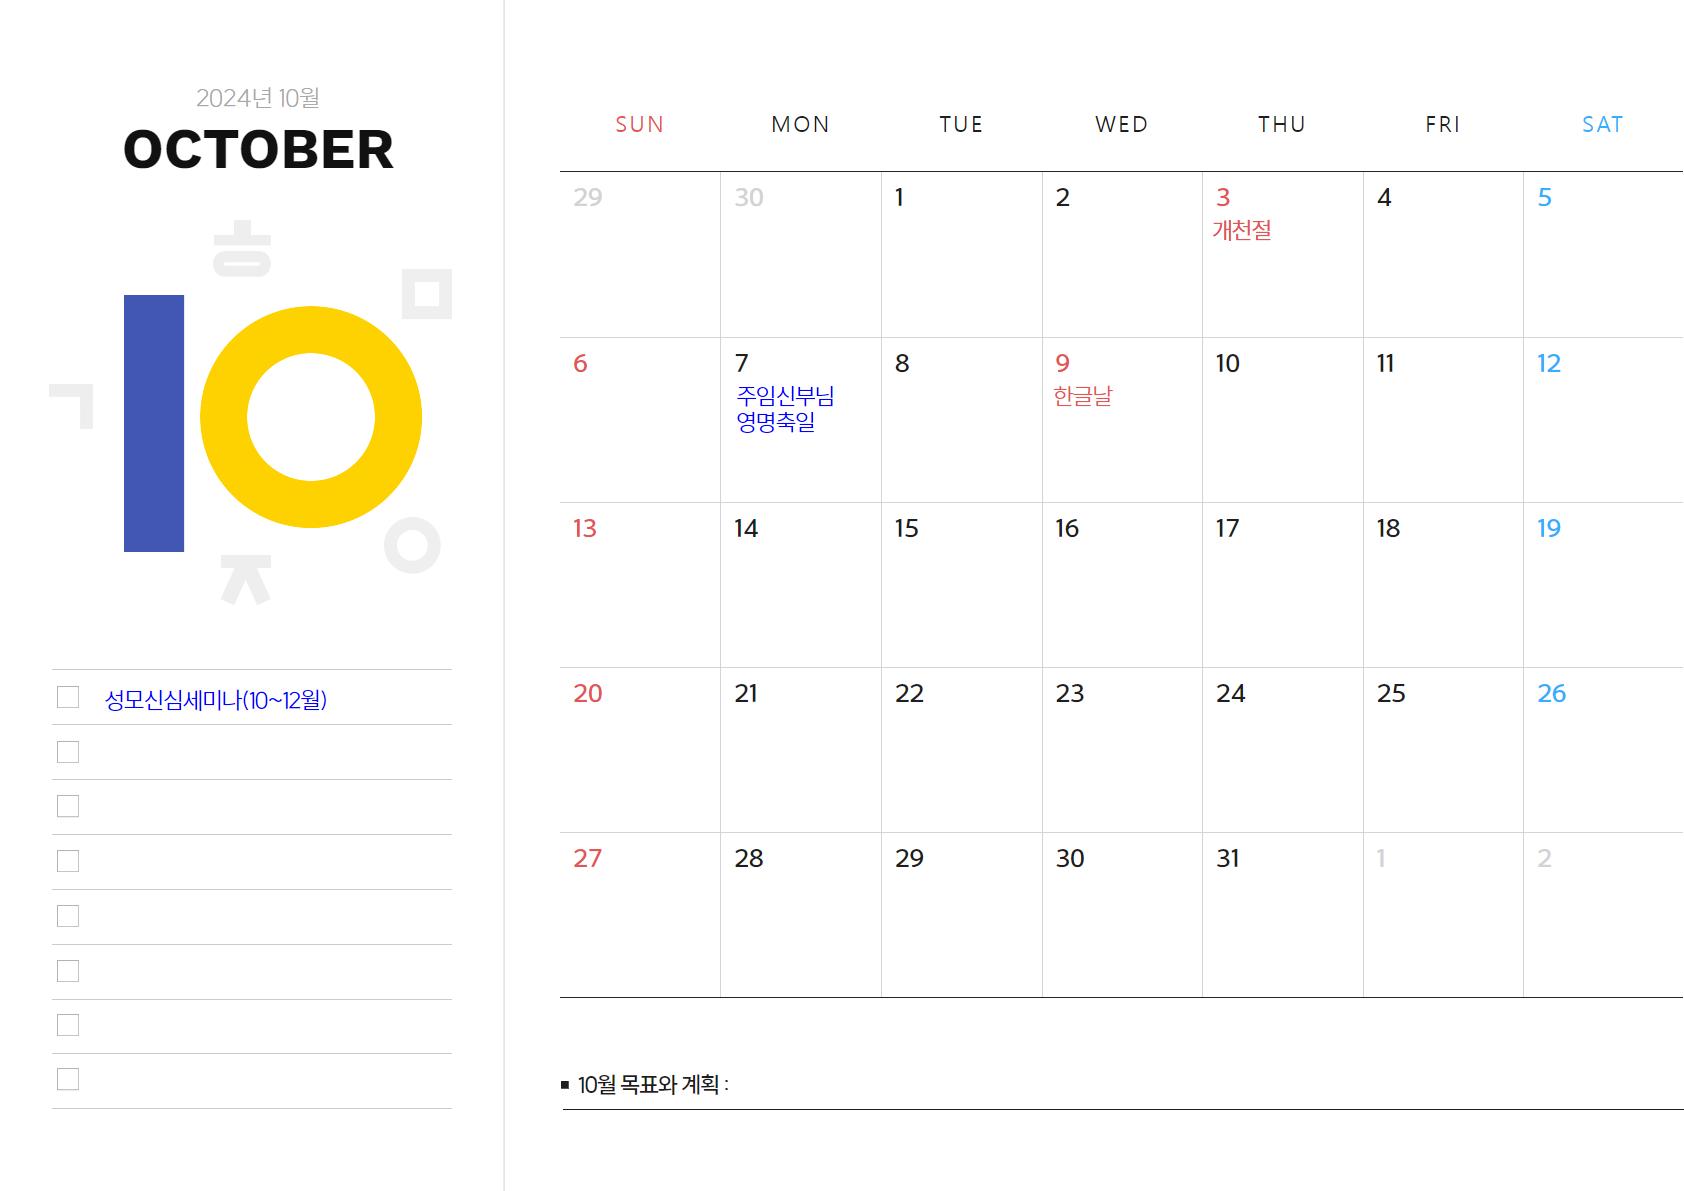 2024년 10월
OCTOBER
ㅎ
ㅁ
10
ㄱ
ㅇ
ㅈ
성모신심세미나(10~12월)
SUN MON TUE WED THU FRI SAT
29 30 1 2 3 4 5
개천절
6 7 8 9 10 11 12
주임신부님 한글날
영명축일
13 14 15 16 17 18 19
20 21 22 23 24 25 26
27 28 29 30 31 1 2
▪ 10월 목표와 계획 :